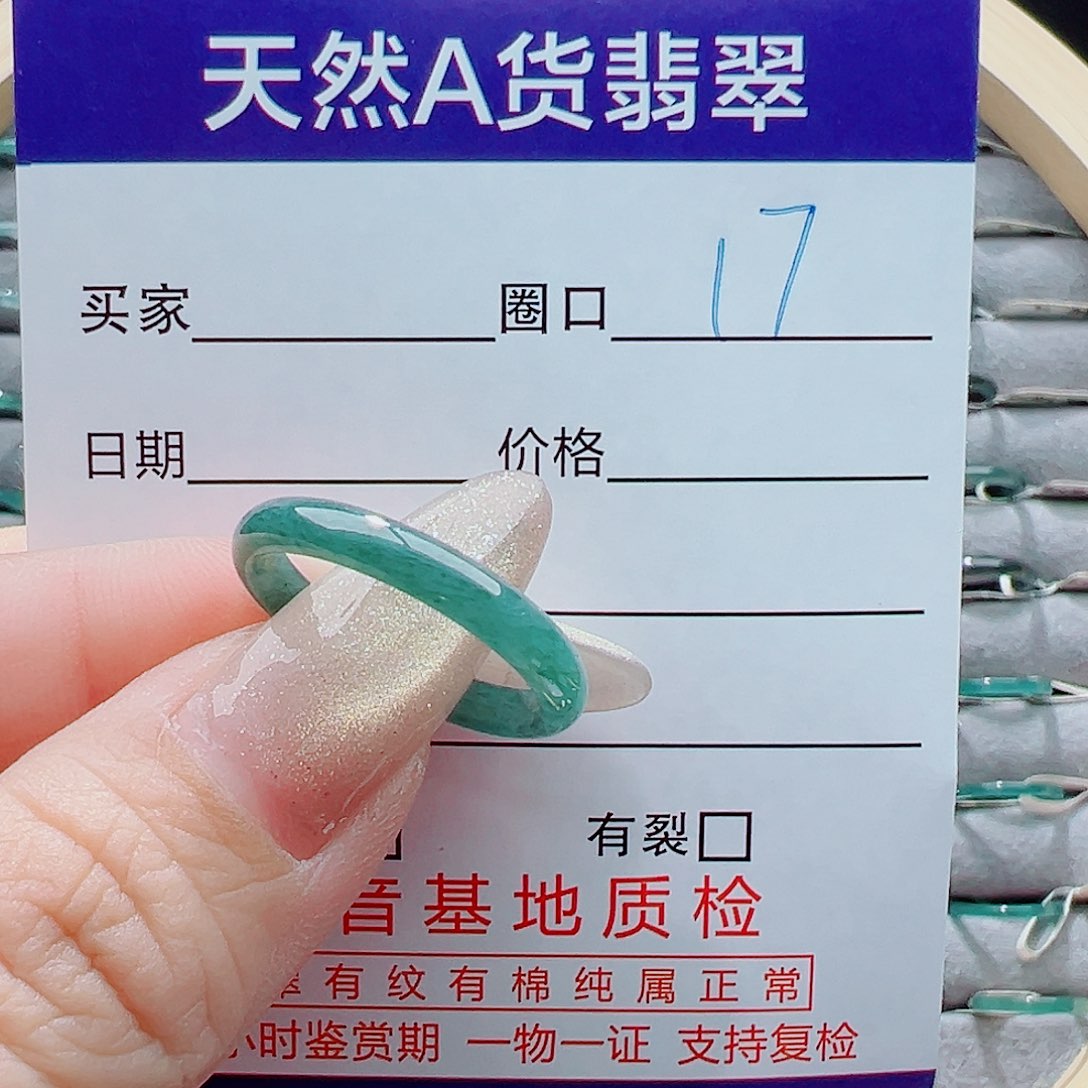 天然A货翡翠
买家 圈口 17
日期 价格
有裂
音基地质检
有纹有棉纯属正常
小时鉴赏期 一物一证 支持复检